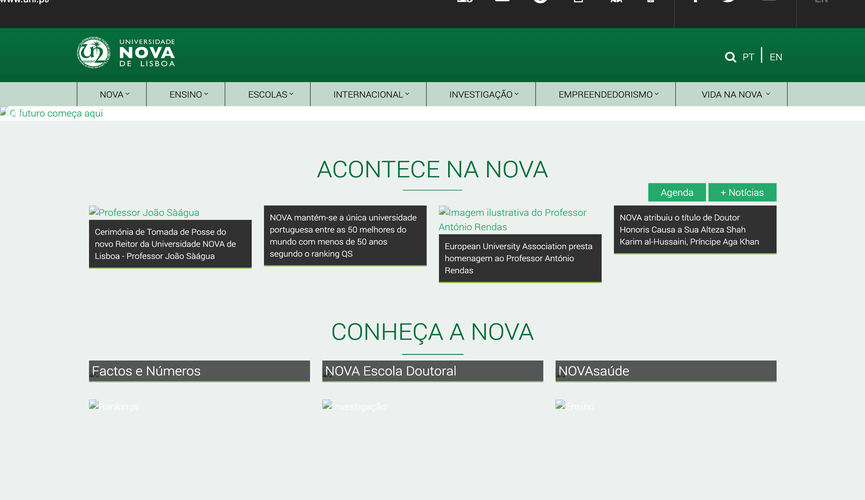 www.unl.pt
EN
UNIVERSIDADE
NOVA
DE LISBOA
PT
EN
NOVA
ENSINO
ESCOLAS
INTERNACIONAL
INVESTIGAÇÃO
EMPREENDEDORISMO
VIDA NA NOVA
O futuro começa aqui
ACONTECE NA NOVA
Agenda
+ Notícias
Professor João Sàágua
Cerimónia de Tomada de Posse do
novo Reitor da Universidade NOVA de
Lisboa - Professor João Sàágua
NOVA mantém-se a única universidade
portuguesa entre as 50 melhores do
mundo com menos de 50 anos
segundo o ranking QS
Imagem ilustrativa do Professor
António Rendas
European University Association presta
homenagem ao Professor António
Rendas
NOVA atribuiu o título de Doutor
Honoris Causa a Sua Alteza Shah
Karim al-Hussaini, Príncipe Aga Khan
CONHEÇA A NOVA
Factos e Números
NOVA Escola Doutoral
NOVAsaúde
Rankings
Investigação